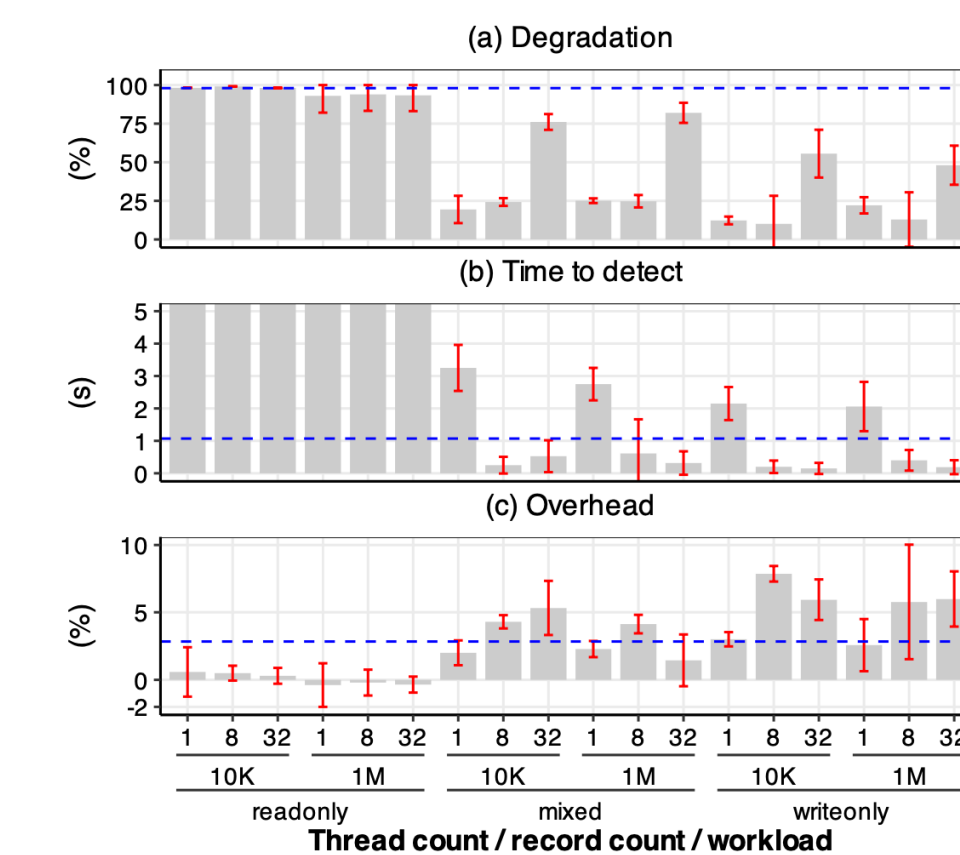 (a) Degradation
100
75
50
25
0
(%)
(b) Time to detect
5
4
3
2
1
0
(s)
(c) Overhead
10
5
0
-2
(%)
1 8 32 1 8 32 1 8 32 1 8 32 1 8 32 1 8 32
10K 1M 10K 1M 10K 1M
readonly mixed writeonly
Thread count / record count / workload